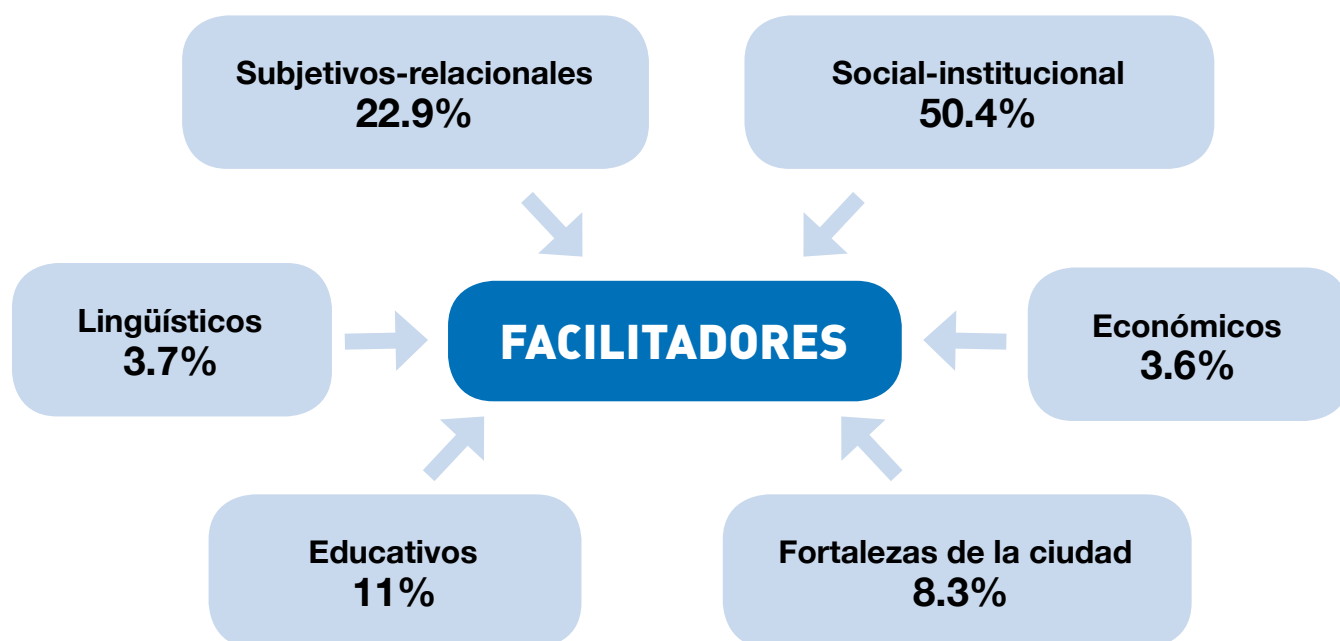 Subjetivos-relacionales
22.9%
Social-institucional
50.4%
Lingüísticos
3.7%
FACILITADORES
Económicos
3.6%
Educativos
11%
Fortalezas de la ciudad
8.3%